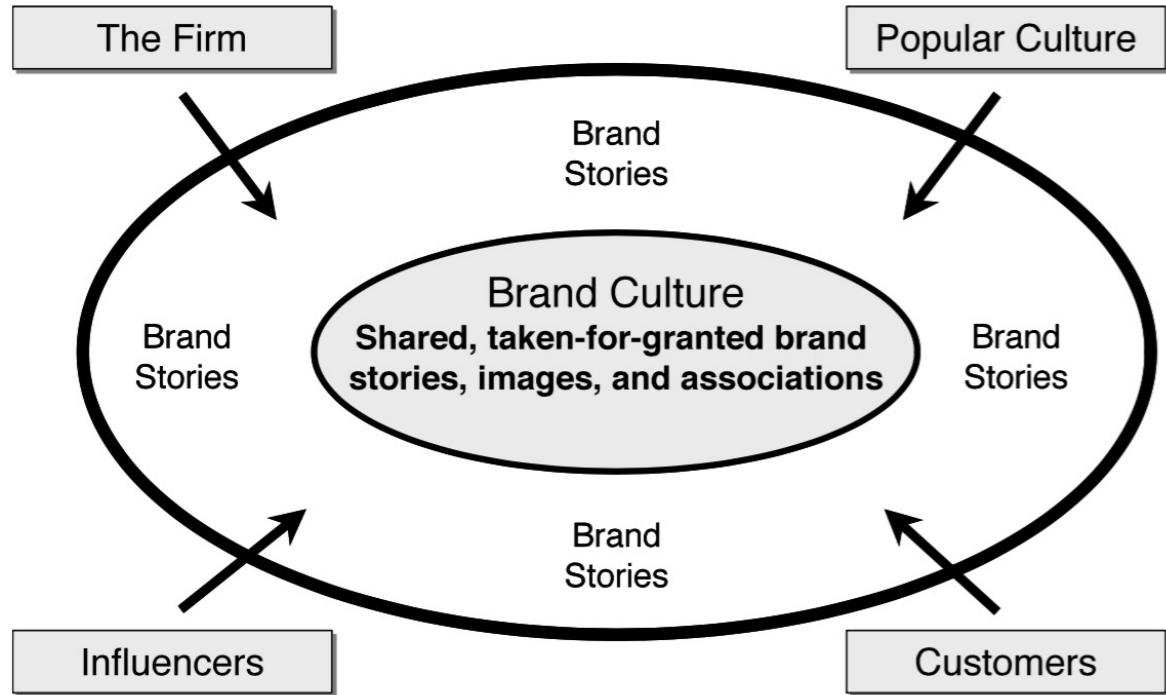 The Firm
Popular Culture
Brand
Stories
Brand Culture
Shared, taken-for-granted brand
stories, images, and associations
Brand
Stories
Brand
Stories
Brand
Stories
Influencers
Customers